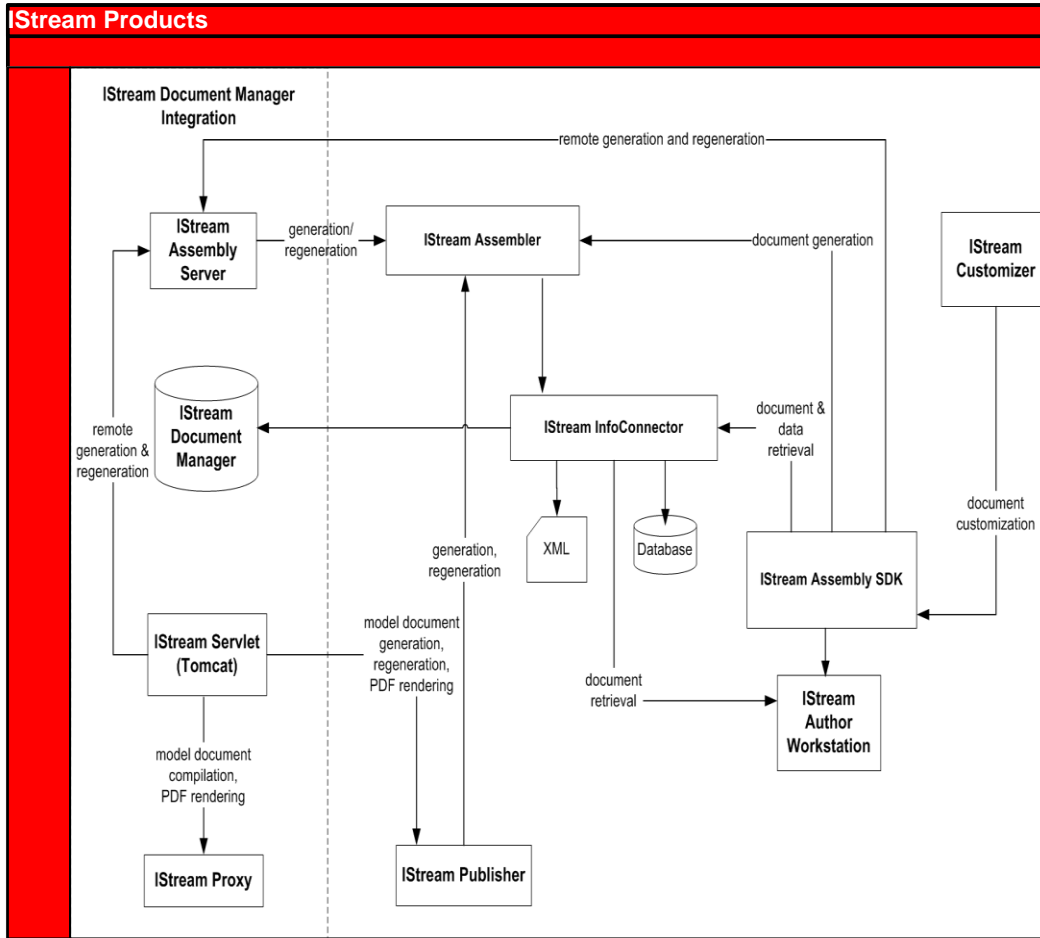 IStream Products
IStream Document Manager
Integration
remote generation and regeneration
IStream
Assembly
Server
generation/
regeneration
IStream Assembler
document generation
IStream
Customizer
remote
generation &
regeneration
IStream
Document
Manager
IStream InfoConnector
document &
data
retrieval
document
customization
XML
Database
generation,
regeneration
IStream Assembly SDK
IStream Servlet
(Tomcat)
model document
generation,
regeneration,
PDF rendering
document
retrieval
IStream
Author
Workstation
model document
compilation,
PDF rendering
IStream Proxy
IStream Publisher